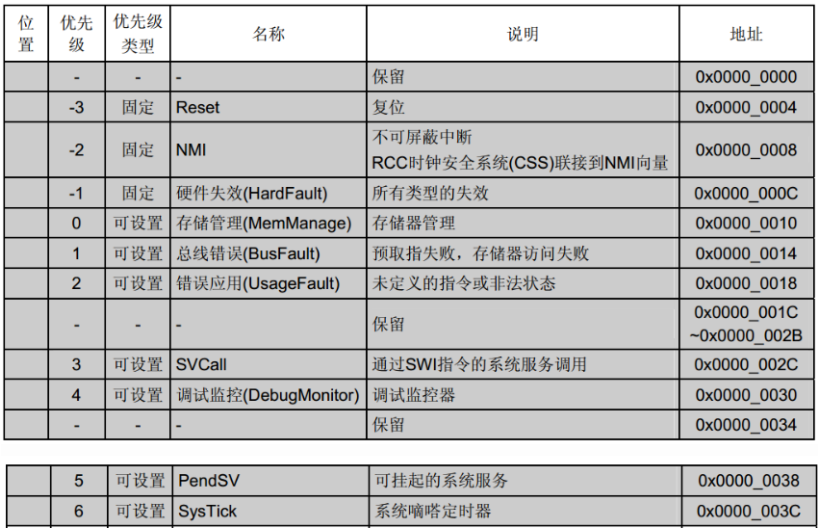 位置 优先级 优先级类型 名称 说明 地址
- - - 保留 0x0000_0000
-3 固定 Reset 复位 0x0000_0004
-2 固定 NMI 不可屏蔽中断 RCC时钟安全系统(CSS)联接到NMI向量 0x0000_0008
-1 固定 硬件失效(HardFault) 所有类型的失效 0x0000_000C
0 可设置 存储管理(MemManage) 存储器管理 0x0000_0010
1 可设置 总线错误(BusFault) 预取指失败，存储器访问失败 0x0000_0014
2 可设置 错误应用(UsageFault) 未定义的指令或非法状态 0x0000_0018
- - - 保留 0x0000_001C ~0x0000_002B
3 可设置 SVCall 通过SWI指令的系统服务调用 0x0000_002C
4 可设置 调试监控(DebugMonitor) 调试监控器 0x0000_0030
- - - 保留 0x0000_0034
5 可设置 PendSV 可挂起的系统服务 0x0000_0038
6 可设置 SysTick 系统嘀嗒定时器 0x0000_003C